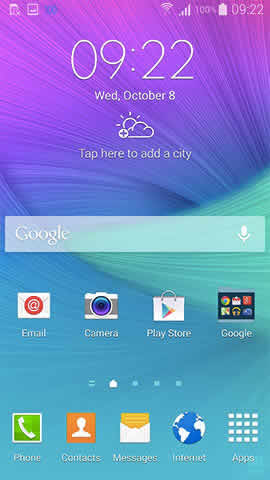 100% 09:22
09:22
Wed, October 8
Tap here to add a city
Google
Email Camera Play Store Google
Phone Contacts Messages Internet Apps